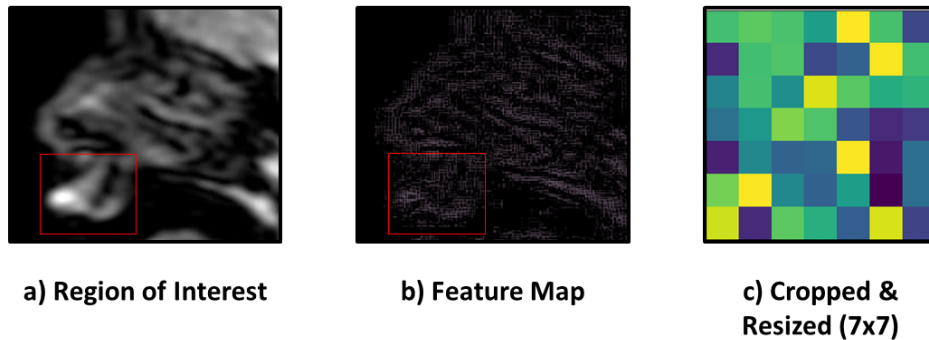 a) Region of Interest
b) Feature Map
c) Cropped &
Resized (7x7)